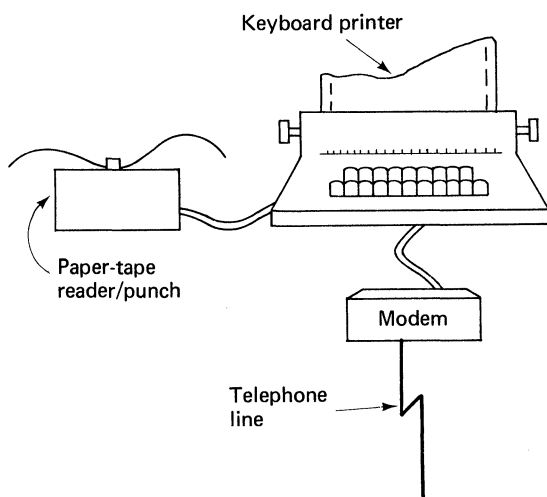 Keyboard printer
Paper-tape
reader/punch
Modem
Telephone
line